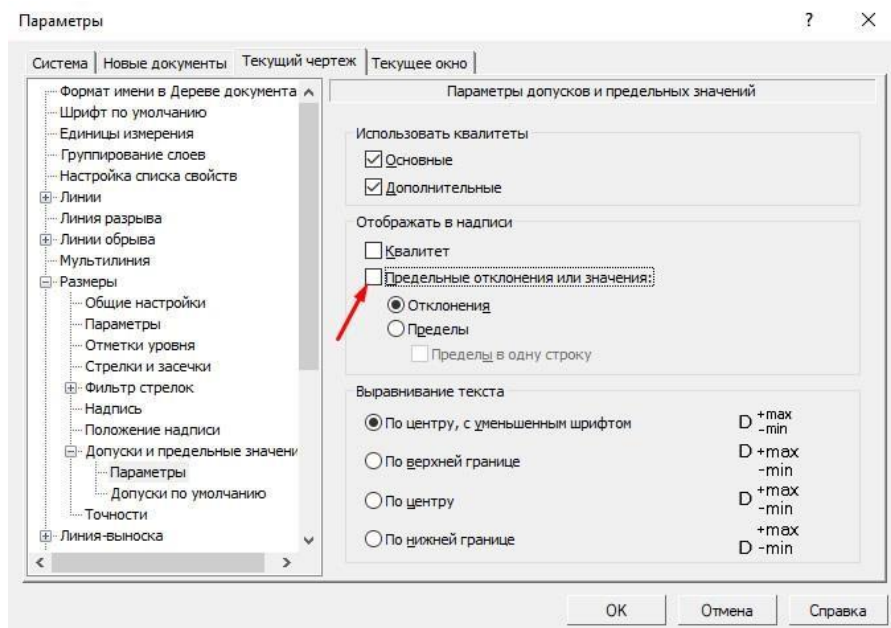 Параметры
?
Система
Новые документы
Текущий чертеж
Текущее окно
Формат имени в Дереве документа
Шрифт по умолчанию
Единицы измерения
Группирование слоев
Настройка списка свойств
Линии
Линия разрыва
Линии обрыва
Мультилиния
Размеры
Общие настройки
Параметры
Отметки уровня
Стрелки и засечки
Фильтр стрелок
Надпись
Положение надписи
Допуски и предельные значени
Параметры
Допуски по умолчанию
Точности
Линия-выноска
Параметры допусков и предельных значений
Использовать квалитеты
Основные
Дополнительные
Отображать в надписи
Квалитет
Предельные отклонения или значения:
Отклонения
Пределы
Пределы в одну строку
Выравнивание текста
По центру, с уменьшенным шрифтом
D +max
-min
По верхней границе
D +max
-min
По центру
D +max
-min
По нижней границе
+max
D -min
OK
Отмена
Справка